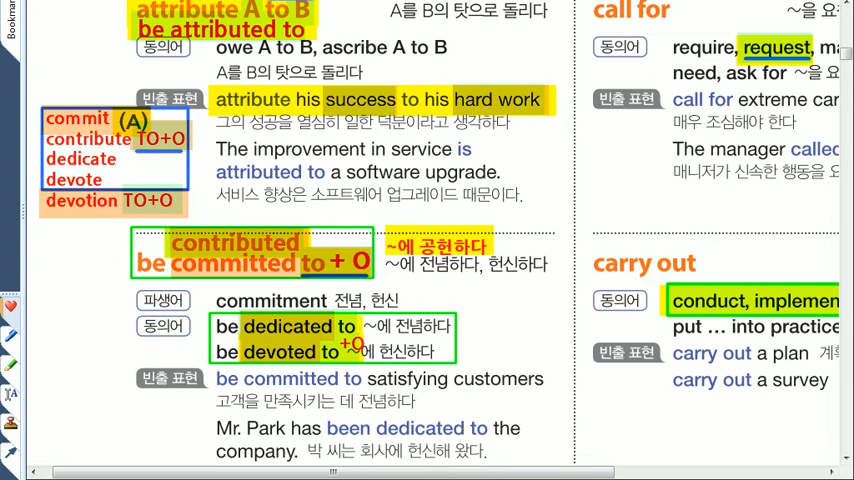 Bookmar
attribute A to B
A를 B의 탓으로 돌리다
be attributed to
동의어 owe A to B, ascribe A to B
A를 B의 탓으로 돌리다
빈출 표현 attribute his success to his hard work
그의 성공을 열심히 일한 덕분이라고 생각하다
The improvement in service is
attributed to a software upgrade.
서비스 향상은 소프트웨어 업그레이드 때문이다.
commit (A)
contribute TO+O
dedicate
devote
devotion TO+O
contributed
~에 공헌하다
be committed to + O
~에 전념하다, 헌신하다
파생어 commitment 전념, 헌신
동의어 be dedicated to ~에 전념하다
+O
be devoted to ~에 헌신하다
빈출 표현 be committed to satisfying customers
고객을 만족시키는 데 전념하다
Mr. Park has been dedicated to the
company. 박 씨는 회사에 헌신해 왔다.
call for
~을 요
동의어 require, request, ma
need, ask for ~을 요
빈출 표현 call for extreme car
매우 조심해야 한다
The manager called
매니저가 신속한 행동을 요
carry out
동의어 conduct, implemen
put … into practice
빈출 표현 carry out a plan 계획
carry out a survey